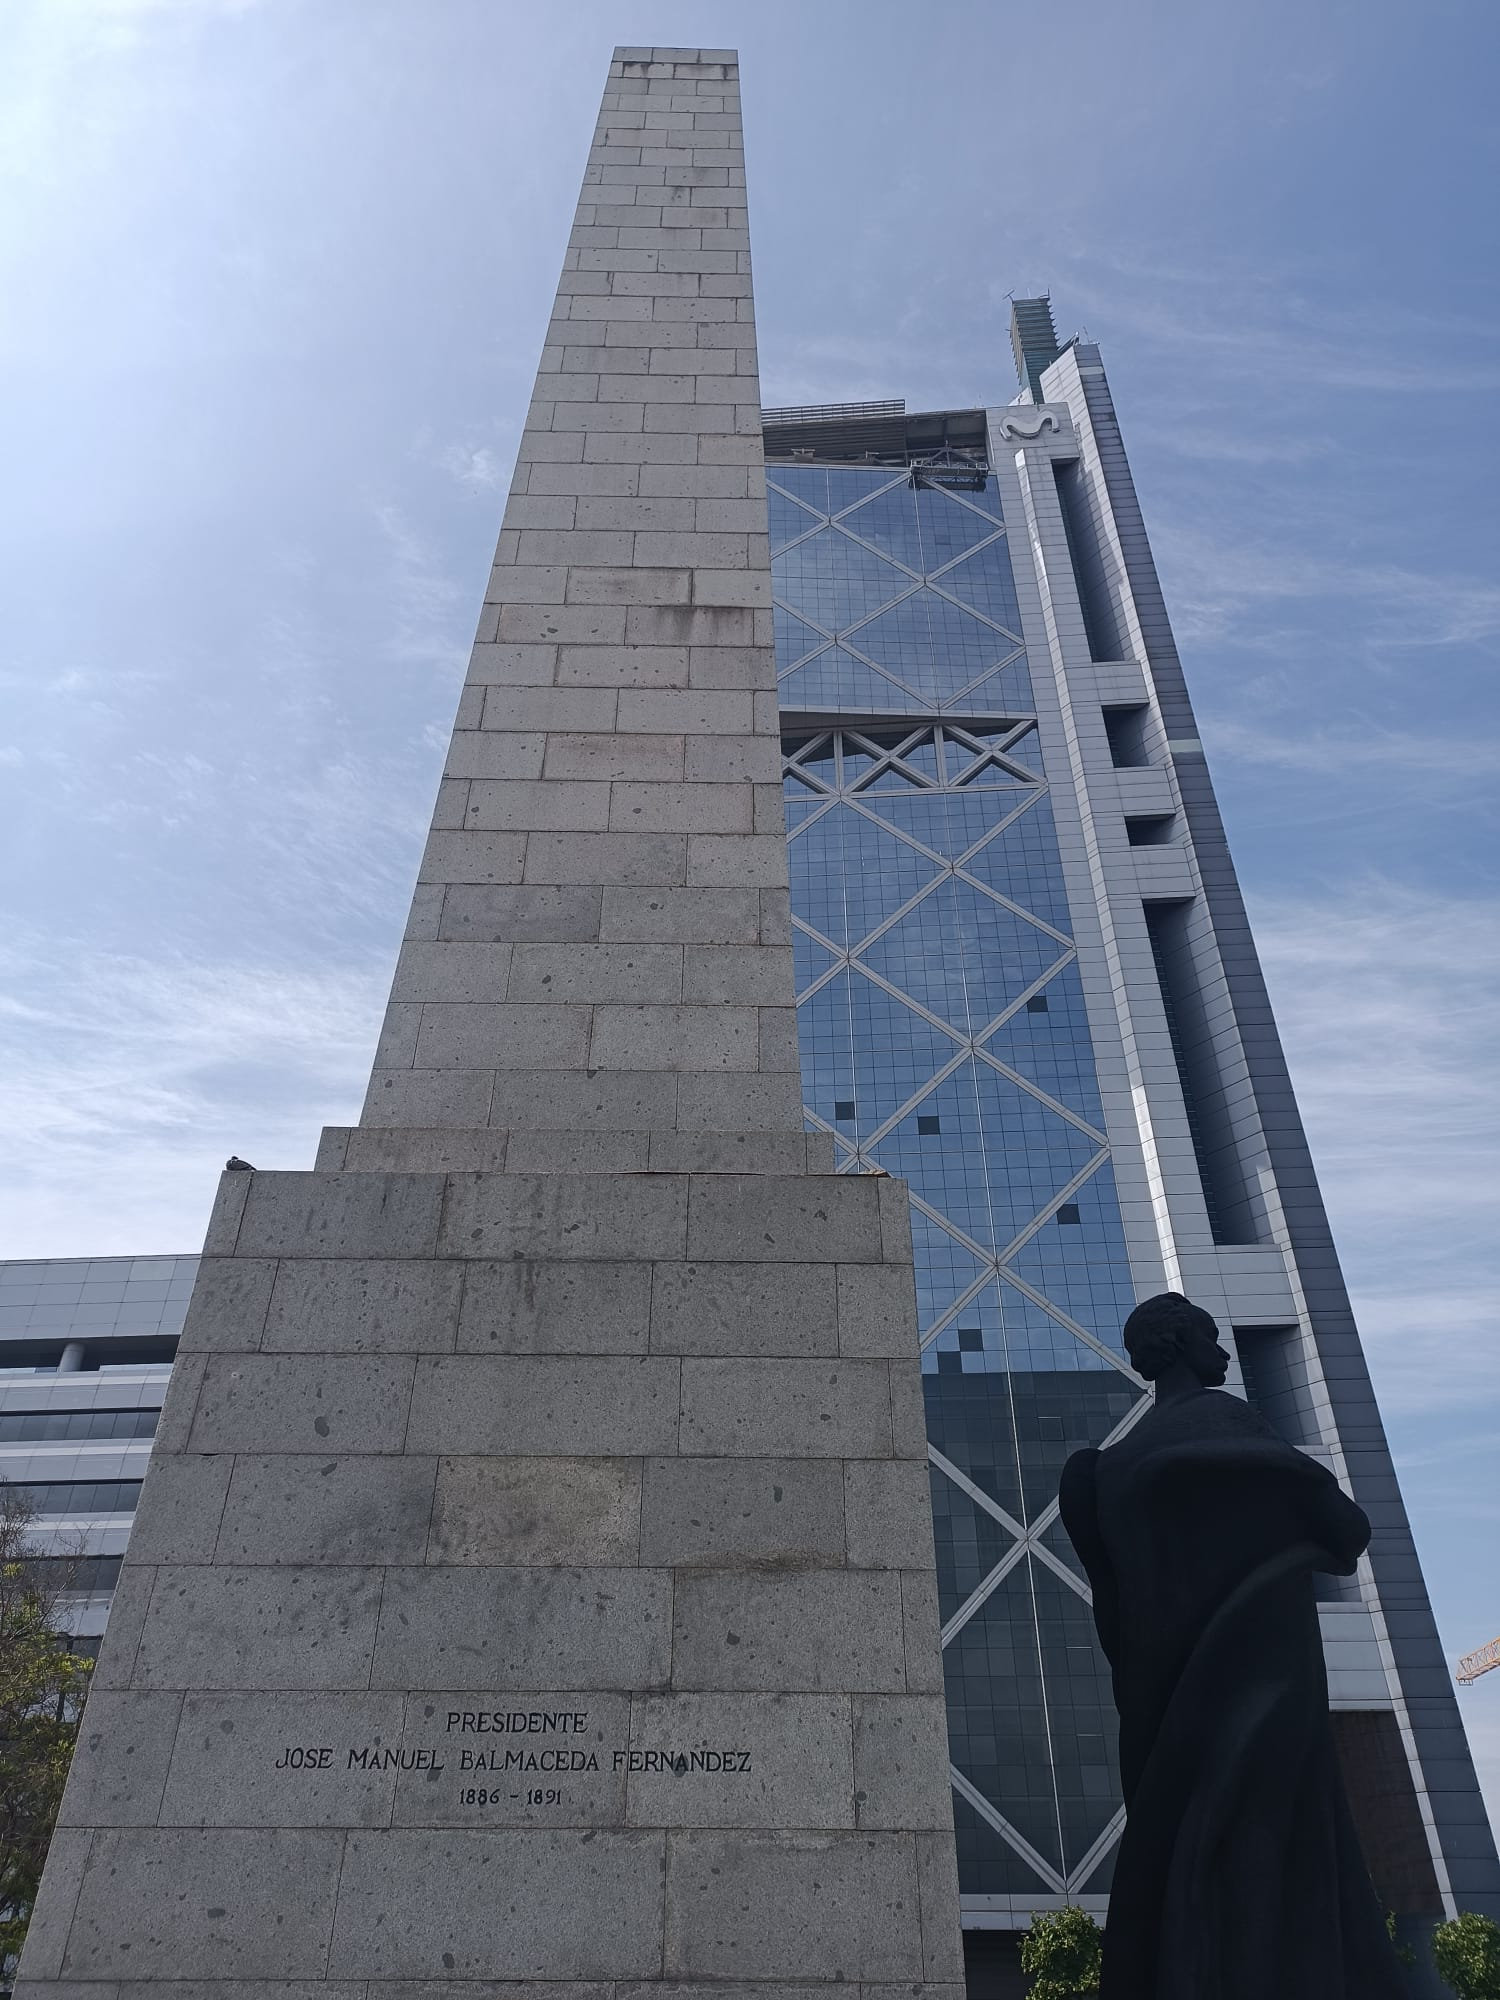 PRESIDENTE
JOSE MANUEL BALMACEDA FERNANDEZ
1886 - 1891